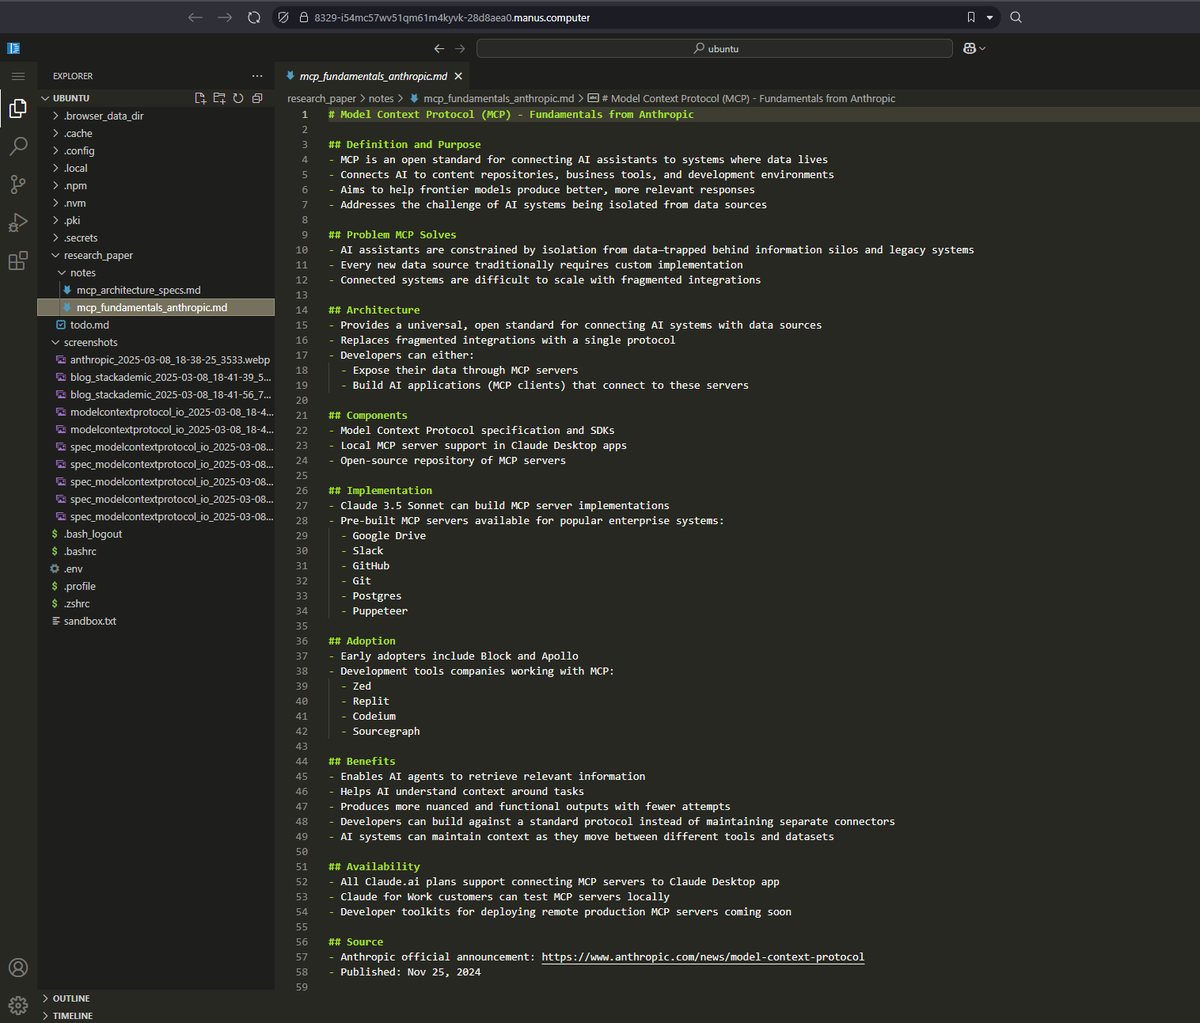 8329-i54mc57wv51qm61m4kyvk-28d8aea0.manus.computer
ubuntu
EXPLORER
UBUNTU
.browser_data_dir
.cache
.config
.local
.npm
.nvm
.pki
.secrets
research_paper
notes
mcp_architecture_specs.md
mcp_fundamentals_anthropic.md
todo.md
screenshots
anthropic_2025-03-08_18-38-25_3533.webp
blog_stackademic_2025-03-08_18-41-39_5...
blog_stackademic_2025-03-08_18-41-56_7...
modelcontextprotocol_io_2025-03-08_18-4...
modelcontextprotocol_io_2025-03-08_18-4...
spec_modelcontextprotocol_io_2025-03-08...
spec_modelcontextprotocol_io_2025-03-08...
spec_modelcontextprotocol_io_2025-03-08...
spec_modelcontextprotocol_io_2025-03-08...
spec_modelcontextprotocol_io_2025-03-08...
$ .bash_logout
$ .bashrc
.env
$ .profile
$ .zshrc
sandbox.txt
OUTLINE
TIMELINE
mcp_fundamentals_anthropic.md
research_paper > notes > mcp_fundamentals_anthropic.md > # Model Context Protocol (MCP) - Fundamentals from Anthropic
1 # Model Context Protocol (MCP) - Fundamentals from Anthropic
2
3 ## Definition and Purpose
4 - MCP is an open standard for connecting AI assistants to systems where data lives
5 - Connects AI to content repositories, business tools, and development environments
6 - Aims to help frontier models produce better, more relevant responses
7 - Addresses the challenge of AI systems being isolated from data sources
8
9 ## Problem MCP Solves
10 - AI assistants are constrained by isolation from data—trapped behind information silos and legacy systems
11 - Every new data source traditionally requires custom implementation
12 - Connected systems are difficult to scale with fragmented integrations
13
14 ## Architecture
15 - Provides a universal, open standard for connecting AI systems with data sources
16 - Replaces fragmented integrations with a single protocol
17 - Developers can either:
18 - Expose their data through MCP servers
19 - Build AI applications (MCP clients) that connect to these servers
20
21 ## Components
22 - Model Context Protocol specification and SDKs
23 - Local MCP server support in Claude Desktop apps
24 - Open-source repository of MCP servers
25
26 ## Implementation
27 - Claude 3.5 Sonnet can build MCP server implementations
28 - Pre-built MCP servers available for popular enterprise systems:
29 - Google Drive
30 - Slack
31 - GitHub
32 - Git
33 - Postgres
34 - Puppeteer
35
36 ## Adoption
37 - Early adopters include Block and Apollo
38 - Development tools companies working with MCP:
39 - Zed
40 - Replit
41 - Codeium
42 - Sourcegraph
43
44 ## Benefits
45 - Enables AI agents to retrieve relevant information
46 - Helps AI understand context around tasks
47 - Produces more nuanced and functional outputs with fewer attempts
48 - Developers can build against a standard protocol instead of maintaining separate connectors
49 - AI systems can maintain context as they move between different tools and datasets
50
51 ## Availability
52 - All Claude.ai plans support connecting MCP servers to Claude Desktop app
53 - Claude for Work customers can test MCP servers locally
54 - Developer toolkits for deploying remote production MCP servers coming soon
55
56 ## Source
57 - Anthropic official announcement: https://www.anthropic.com/news/model-context-protocol
58 - Published: Nov 25, 2024
59